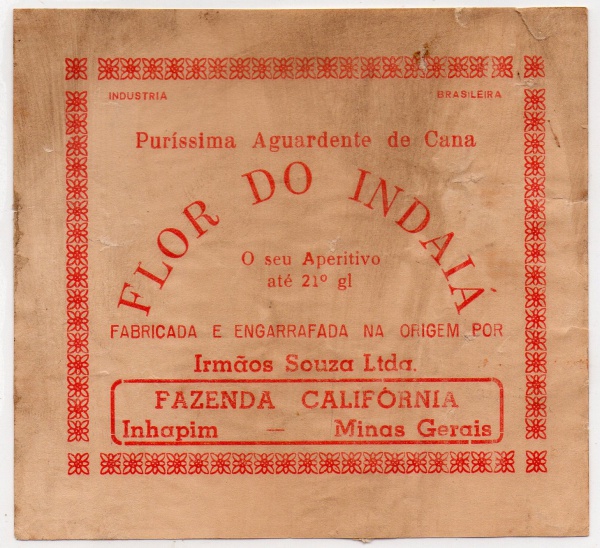 INDUSTRIA BRASILEIRA
Puríssima Aguardente de Cana
FLOR DO INDAIÁ
O seu Aperitivo
até 21º gl
FABRICADA E ENGARRAFADA NA ORIGEM POR
Irmãos Souza Ltda.
FAZENDA CALIFÓRNIA
Inhapim — Minas Gerais